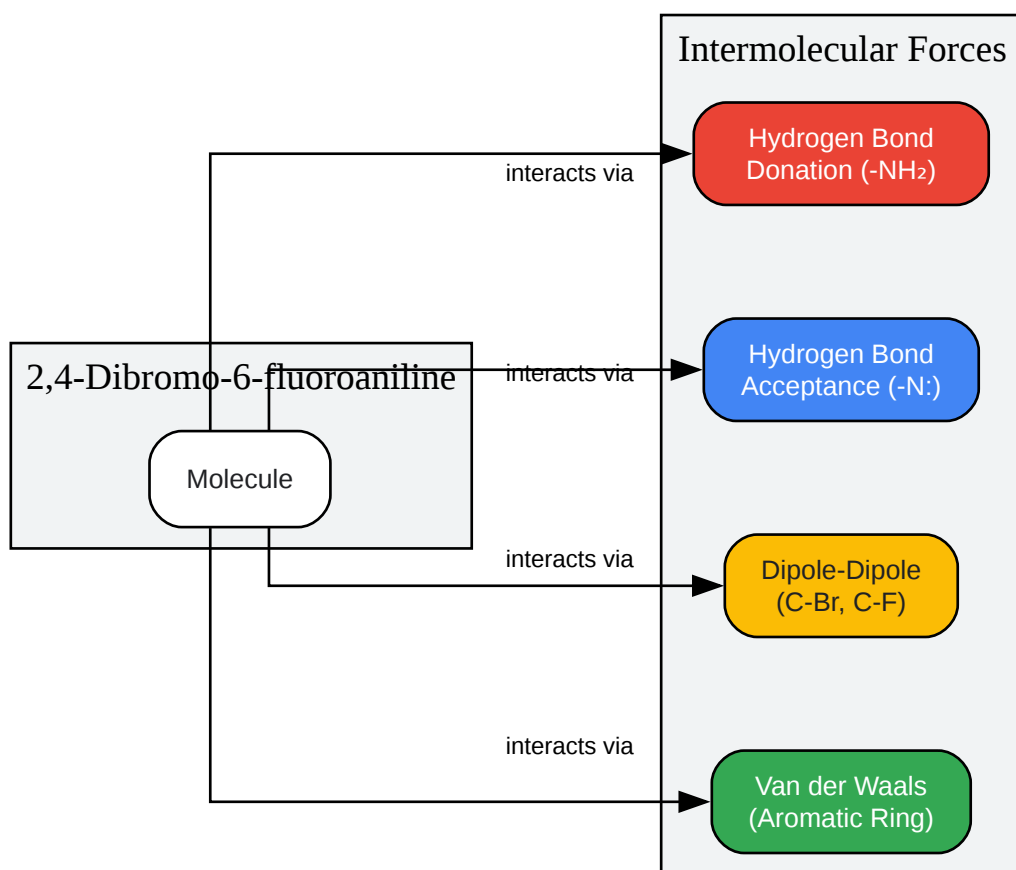 Intermolecular Forces
Hydrogen Bond
Donation (-NH₂)
interacts via
2,4-Dibromo-6-fluoroaniline
interacts via
Hydrogen Bond
Acceptance (-N:)
Molecule
interacts via
Dipole-Dipole
(C-Br, C-F)
interacts via
Van der Waals
(Aromatic Ring)